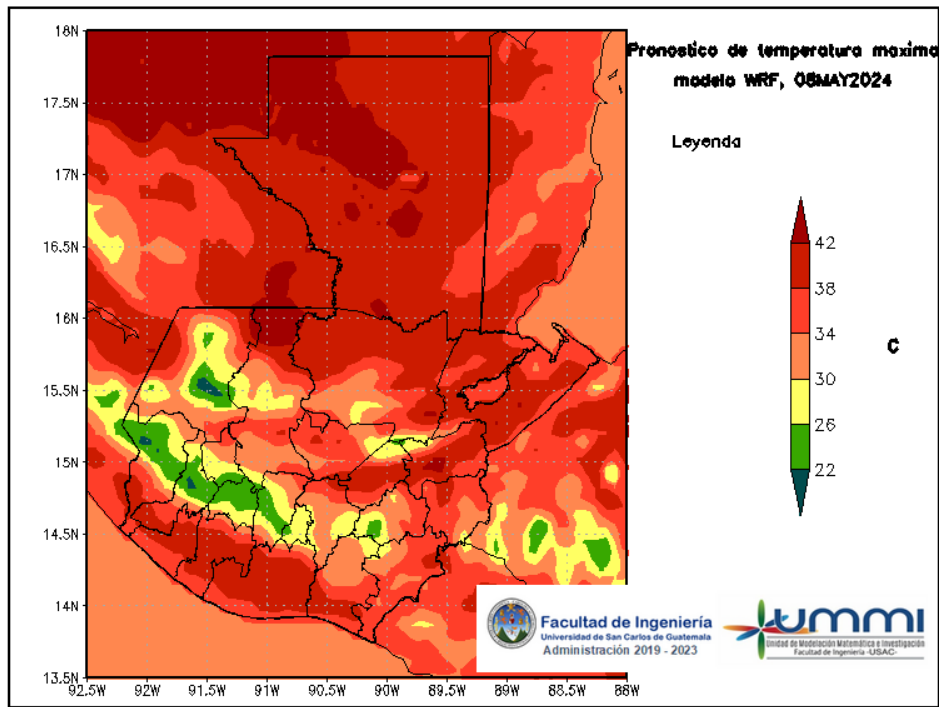 Pronostico de temperatura maxima
modelo WRF, 08MAY2024
Leyenda
18N
17.5N
17N
16.5N
16N
15.5N
15N
14.5N
14N
13.5N
92.5W
92W
91.5W
91W
90.5W
90W
89.5W
89W
88.5W
88W
42
38
34
30
26
22
C
Facultad de Ingeniería
Universidad de San Carlos de Guatemala
Administración 2019 - 2023
UMMI
Unidad de Modelación Matemática e Investigación
Facultad de Ingeniería -USAC-